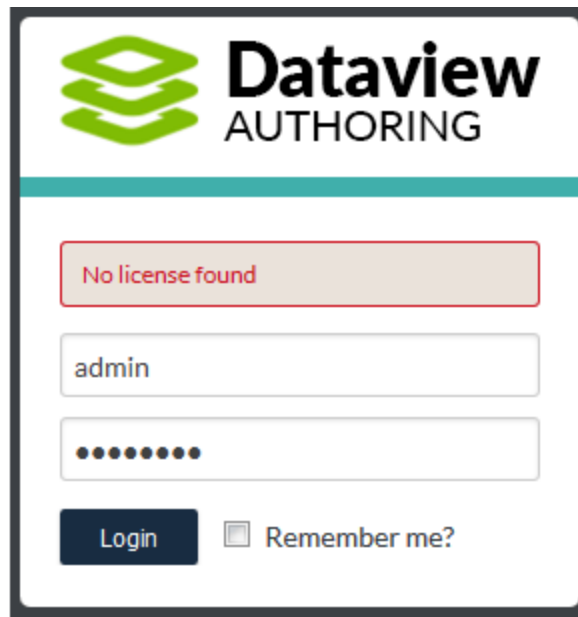 Dataview
AUTHORING
No license found
admin
••••••••
Login
Remember me?